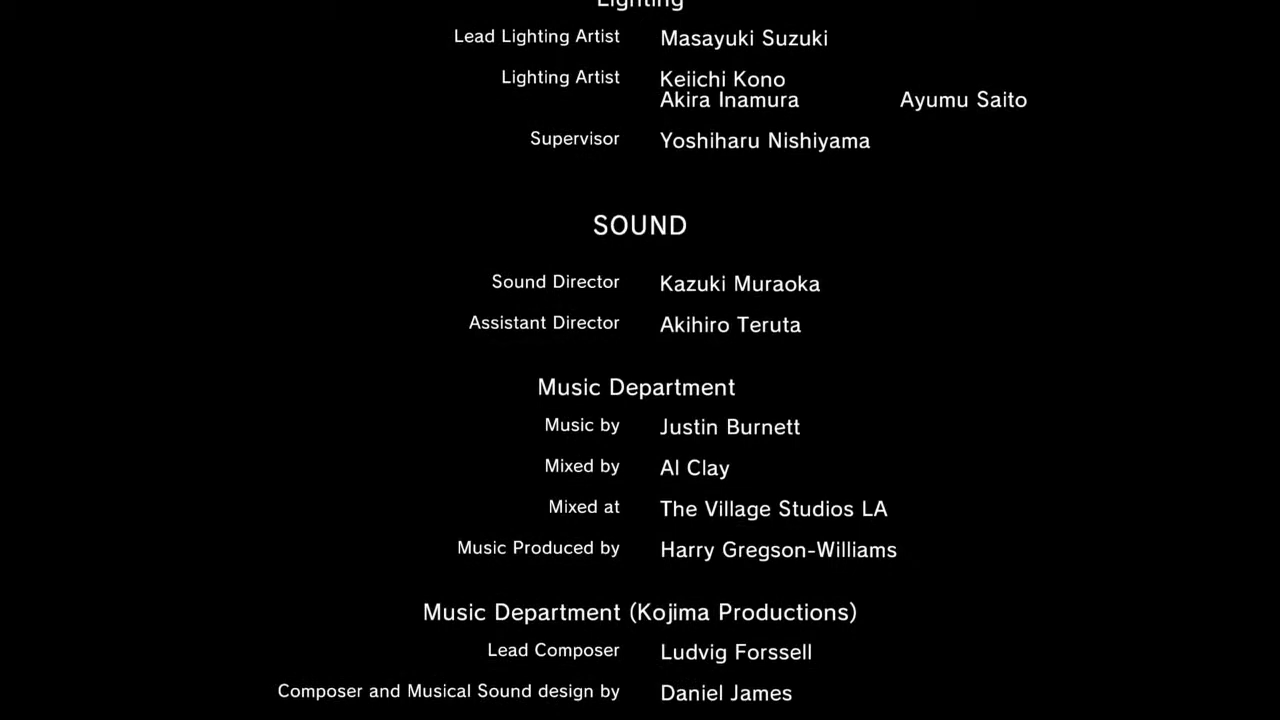 Lighting
Lead Lighting Artist Masayuki Suzuki
Lighting Artist Keiichi Kono
Akira Inamura Ayumu Saito
Supervisor Yoshiharu Nishiyama
SOUND
Sound Director Kazuki Muraoka
Assistant Director Akihiro Teruta
Music Department
Music by Justin Burnett
Mixed by Al Clay
Mixed at The Village Studios LA
Music Produced by Harry Gregson-Williams
Music Department (Kojima Productions)
Lead Composer Ludvig Forssell
Composer and Musical Sound design by Daniel James